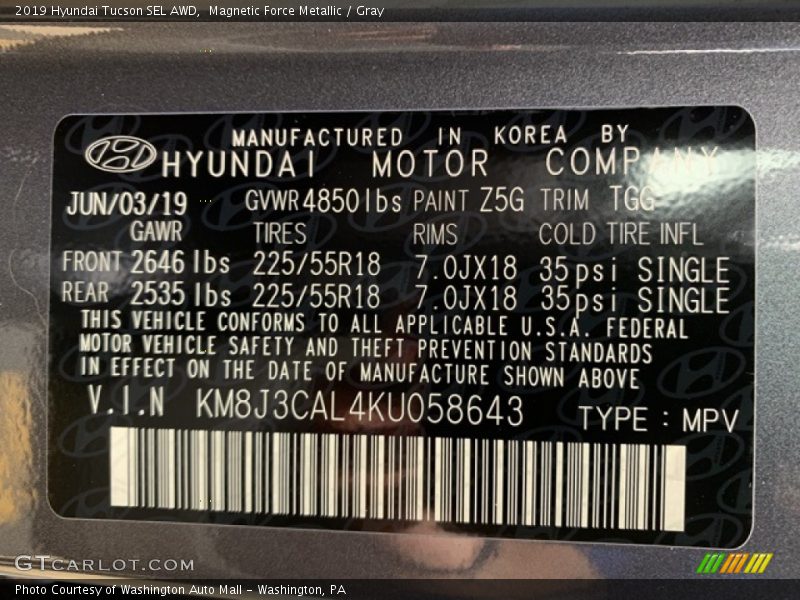 2019 Hyundai Tucson SEL AWD,  Magnetic Force Metallic / Gray
MANUFACTURED IN KOREA BY
HYUNDAI MOTOR COMPANY
JUN/03/19 GVWR 4850lbs PAINT Z5G TRIM TGG
GAWR TIRES RIMS COLD TIRE INFL
FRONT 2646 lbs 225/55R18 7.0JX18 35psi SINGLE
REAR 2535 lbs 225/55R18 7.0JX18 35psi SINGLE
THIS VEHICLE CONFORMS TO ALL APPLICABLE U.S.A. FEDERAL
MOTOR VEHICLE SAFETY AND THEFT PREVENTION STANDARDS
IN EFFECT ON THE DATE OF MANUFACTURE SHOWN ABOVE
V.I.N KM8J3CAL4KU058643 TYPE : MPV
GTCARLOT.COM
Photo Courtesy of Washington Auto Mall - Washington, PA